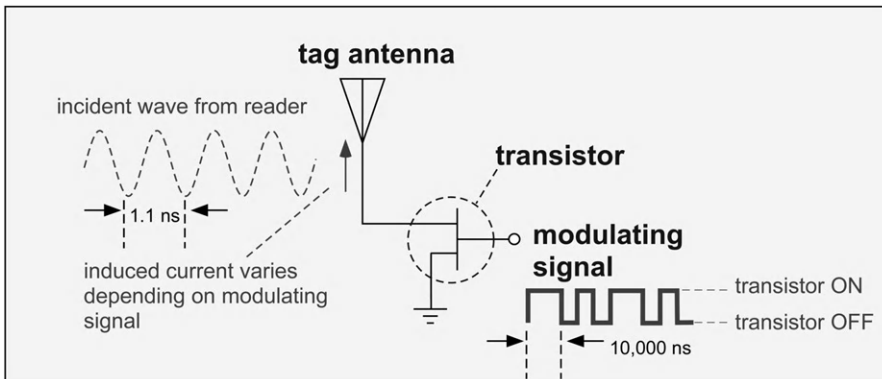 tag antenna
incident wave from reader
1.1 ns
induced current varies
depending on modulating
signal
transistor
modulating
signal
transistor ON
transistor OFF
10,000 ns